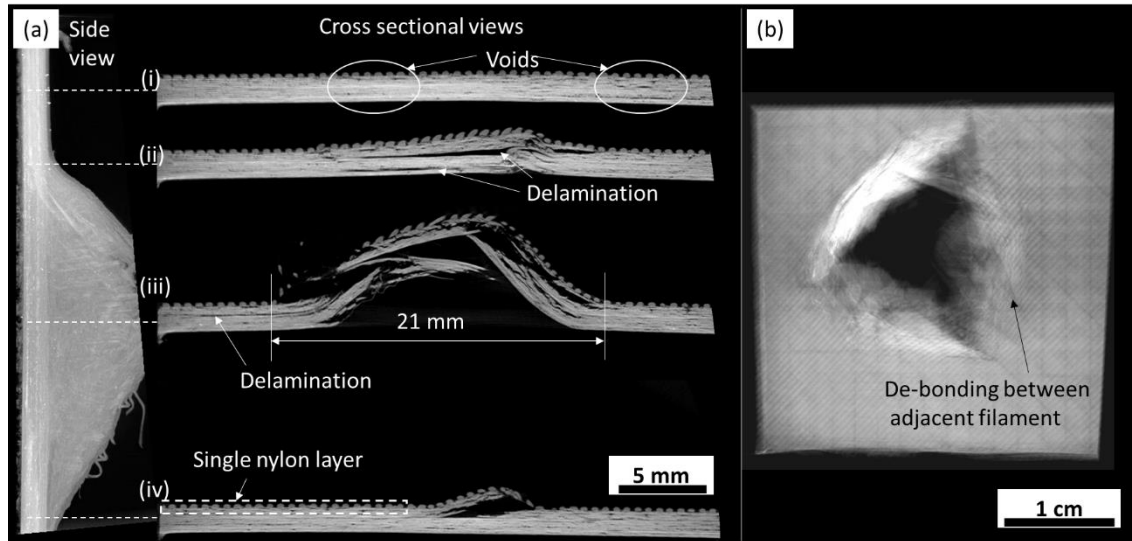 (a)
Side
view
Cross sectional views
Voids
(i)
(ii)
Delamination
(iii)
21 mm
Delamination
Single nylon layer
(iv)
5 mm
(b)
De-bonding between
adjacent filament
1 cm